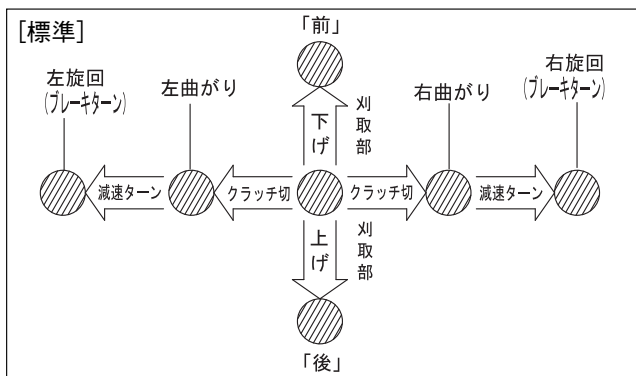 [標準]
「前」
左旋回
(ブレーキターン)
左曲がり
下げ
刈取部
右曲がり
右旋回
(ブレーキターン)
減速ターン
クラッチ切
クラッチ切
減速ターン
上げ
刈取部
「後」